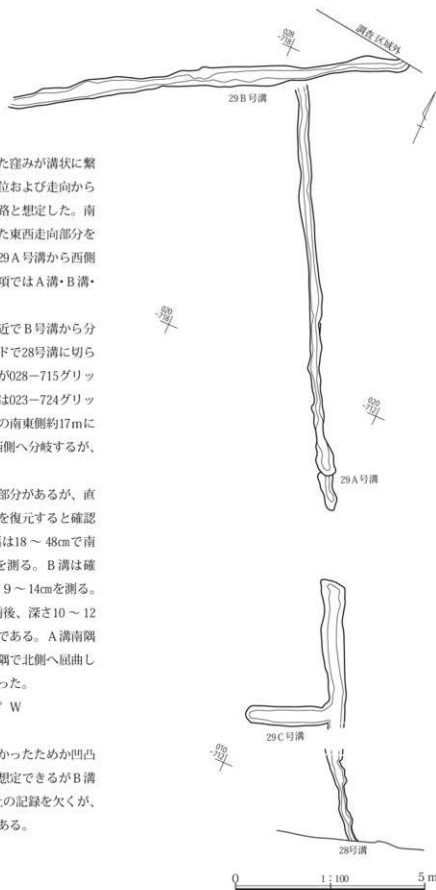 028
-718
調査区域外
29B号溝
た窪みが溝状に繋
位および走向から
路と想定した。南
た東西走向部分を
29A号溝から西側
項ではA溝・B溝・
020
-718
近でB号溝から分
ドで28号溝に切ら
が028－715グリッ
は023－724グリッ
の南東側約17mに
西側へ分岐するが、
020
-712
29A号溝
部分があるが、直
を復元すると確認
幅は18～48cmで南
を測る。B溝は確
9～14cmを測る。
前後、深さ10～12
である。A溝南隅
隅で北側へ屈曲し
った。
W
29C号溝
010
-712
かったためか凹凸
想定できるがB溝
土の記録を欠くが、
ある。
28号溝
0 1：100 5m